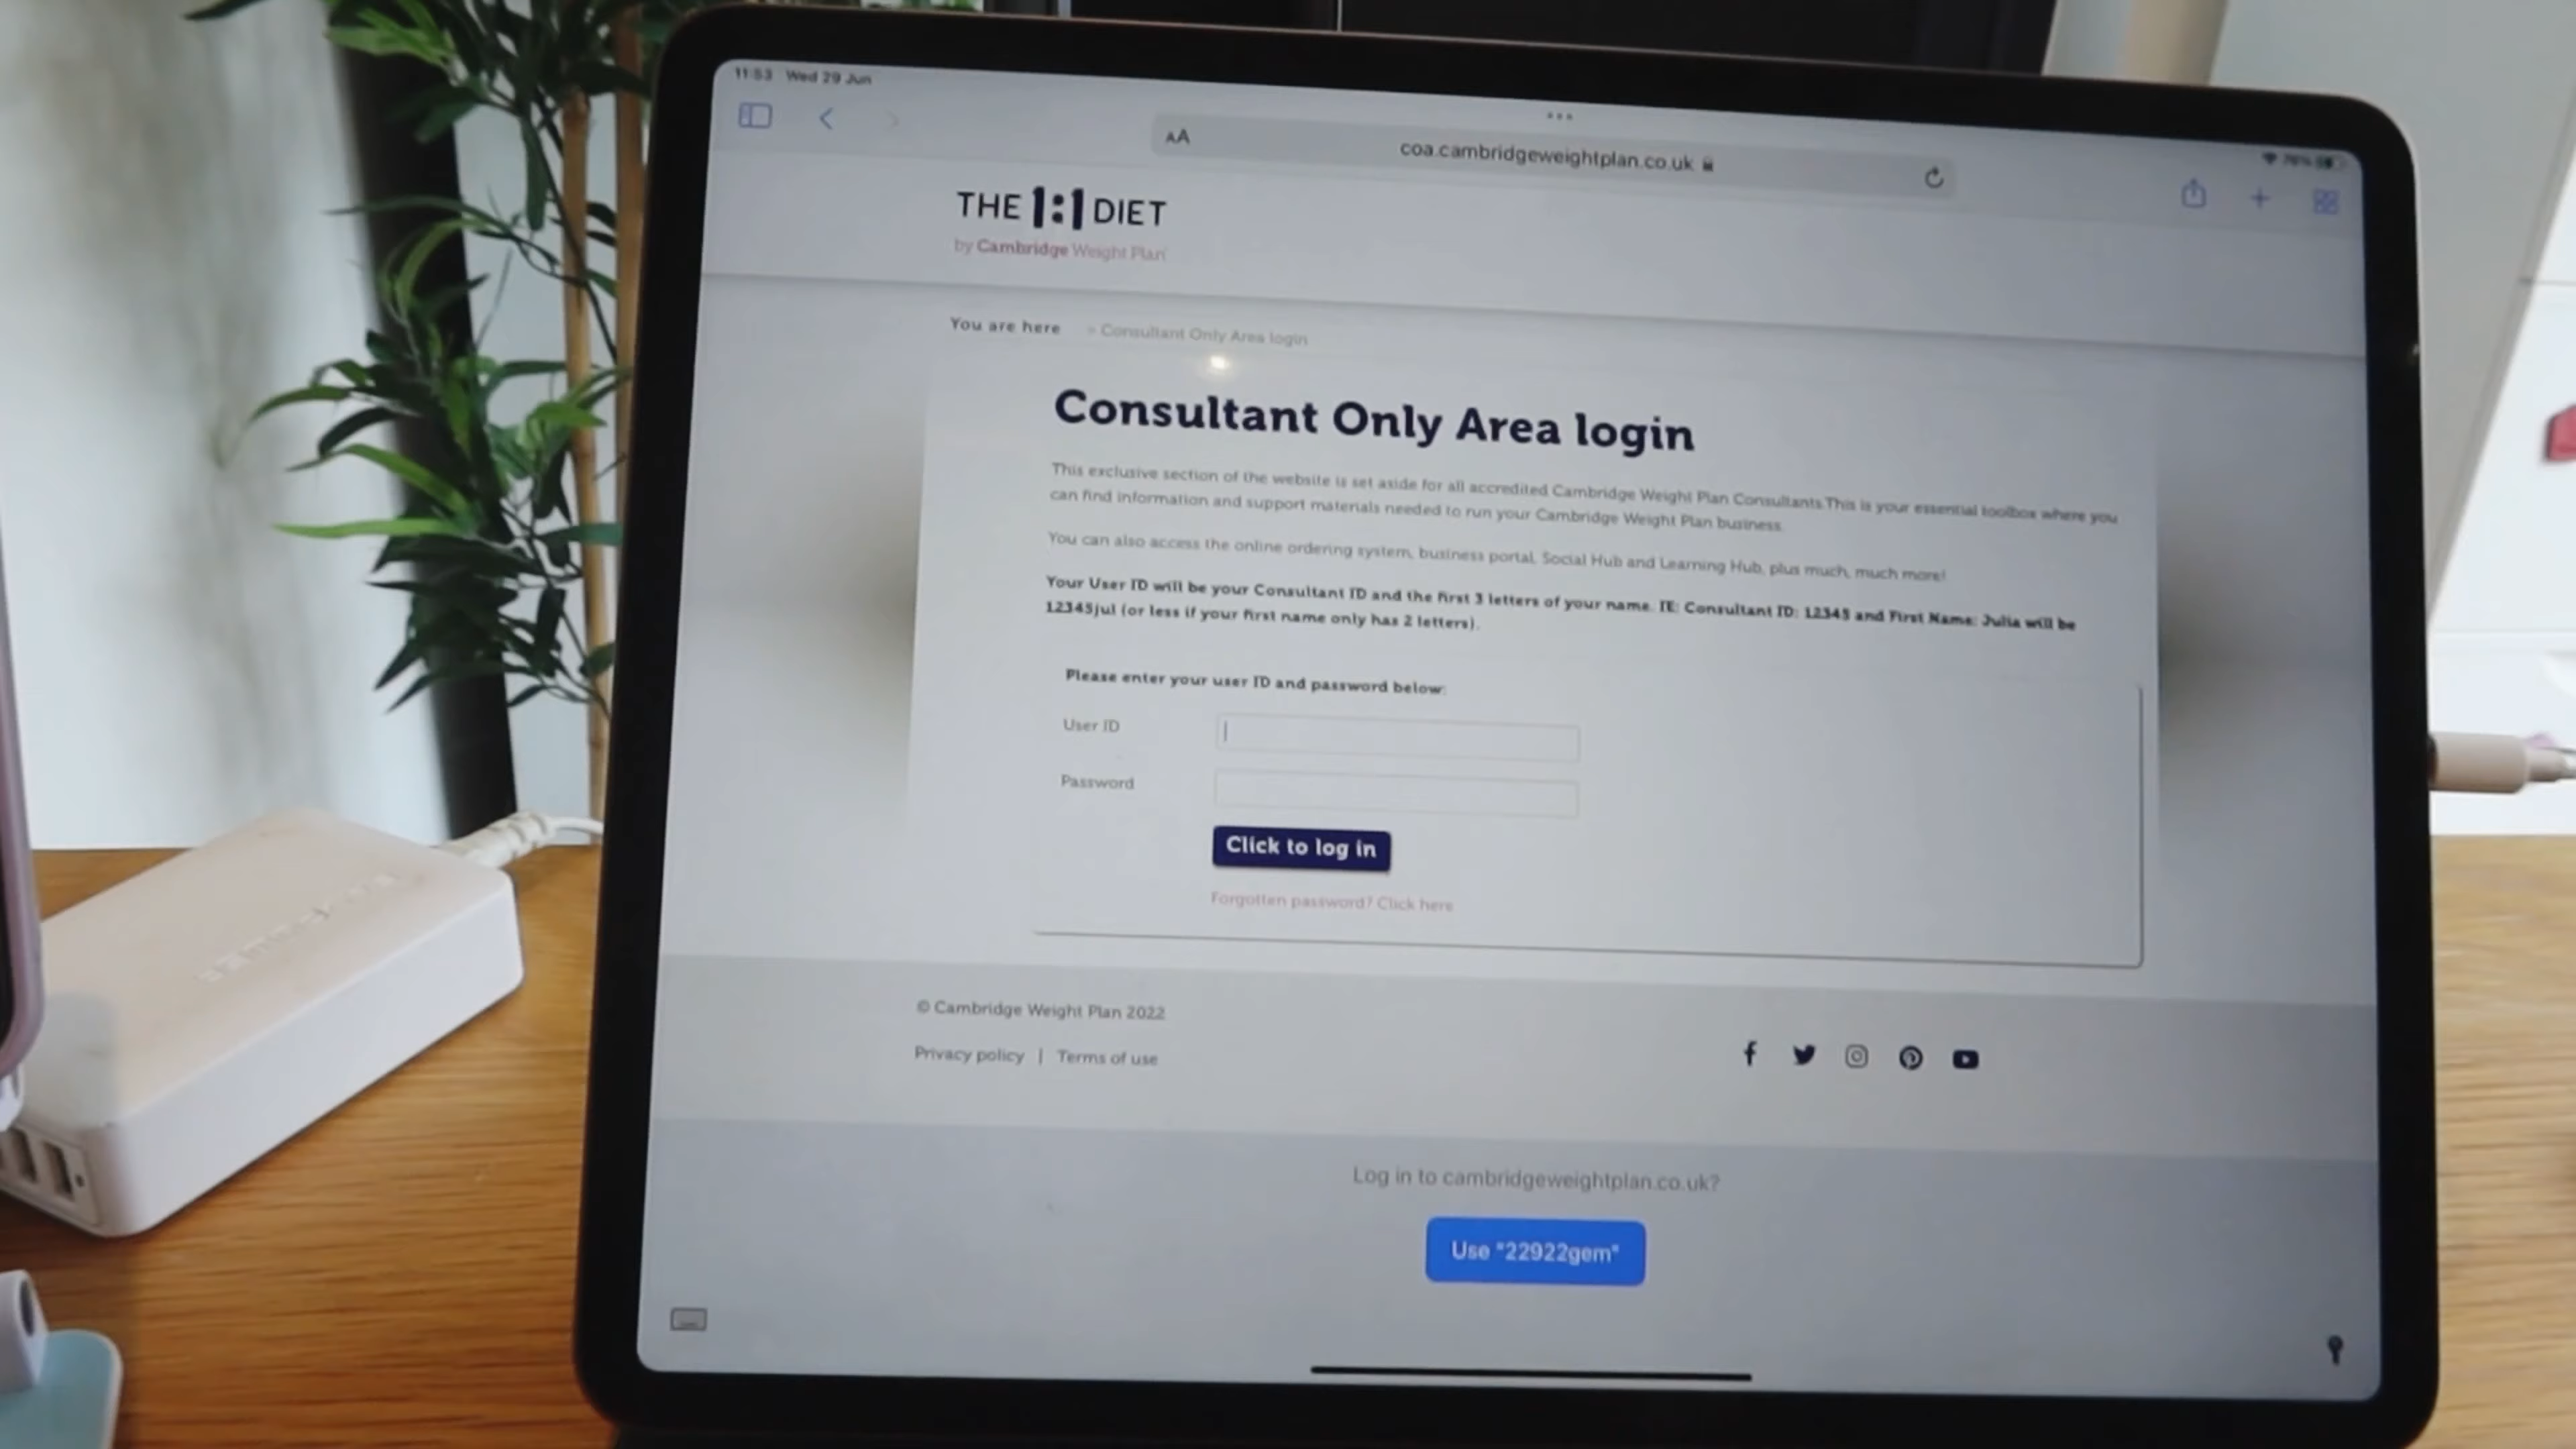 11:53 Wed 29 Jun
76%
AA
coa.cambridgeweightplan.co.uk
THE 1:1 DIET
by Cambridge Weight Plan
You are here » Consultant Only Area login
Consultant Only Area login
This exclusive section of the website is set aside for all accredited Cambridge Weight Plan Consultants.This is your essential toolbox where you
can find information and support materials needed to run your Cambridge Weight Plan business.
You can also access the online ordering system, business portal, Social Hub and Learning Hub, plus much, much more!
Your User ID will be your Consultant ID and the first 3 letters of your name. IE: Consultant ID: 12345 and First Name: Julia will be
12345jul (or less if your first name only has 2 letters).
Please enter your user ID and password below:
User ID
Password
Click to log in
Forgotten password? Click here
© Cambridge Weight Plan 2022
Privacy policy | Terms of use
Log in to cambridgeweightplan.co.uk?
Use "22922gem"